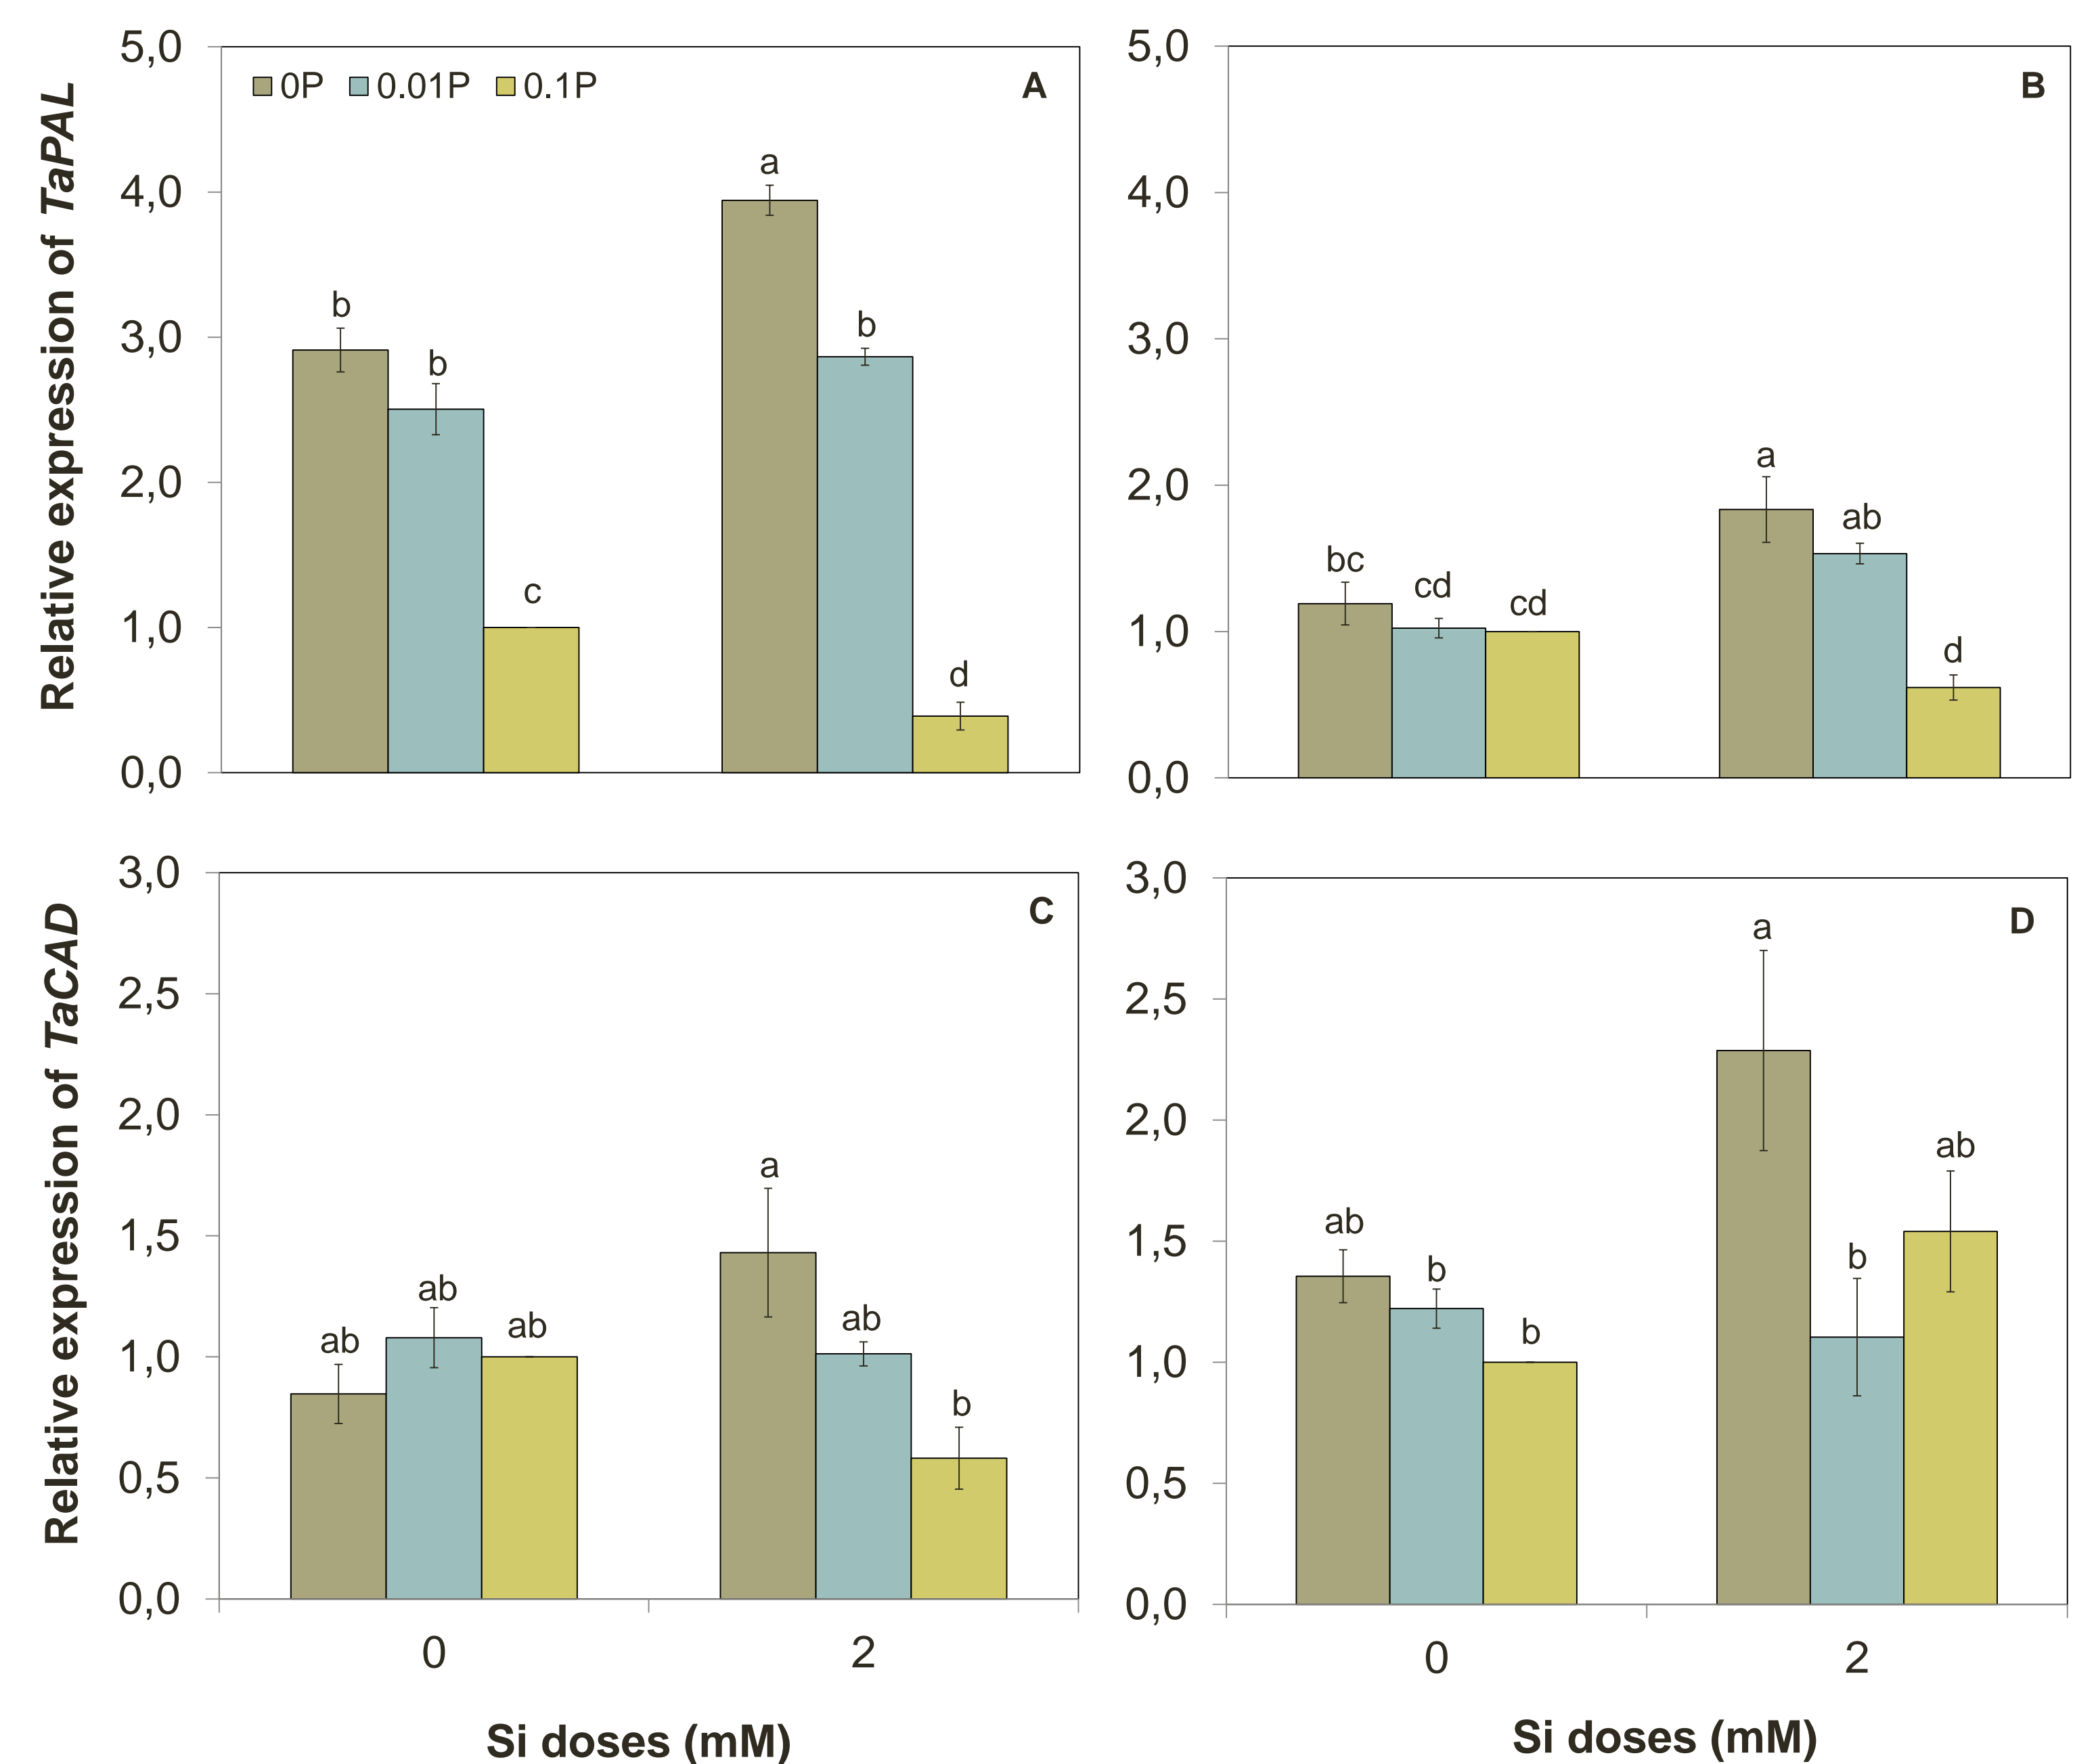 Relative expression of TaPAL
5,0
4,0
3,0
2,0
1,0
0,0
0P 0.01P 0.1P
A
b
b
c
a
b
d
5,0
4,0
3,0
2,0
1,0
0,0
B
bc
cd
cd
a
ab
d
Relative expression of TaCAD
3,0
2,5
2,0
1,5
1,0
0,5
0,0
C
ab
ab
ab
a
ab
b
0 2
Si doses (mM)
3,0
2,5
2,0
1,5
1,0
0,5
0,0
D
ab
b
b
a
b
ab
0 2
Si doses (mM)